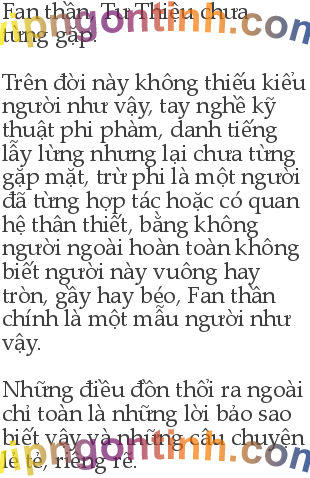 Fan thần, Tư Thiệu chưa
từng gặp.
vipngontinh.com
Trên đời này không thiếu kiểu
người như vậy, tay nghề kỹ
thuật phi phàm, danh tiếng
lẫy lừng nhưng lại chưa từng
gặp mặt, trừ phi là một người
đã từng hợp tác hoặc có quan
hệ thân thiết, bằng không
người ngoài hoàn toàn không
biết người này vuông hay
tròn, gầy hay béo, Fan thần
chính là một mẫu người như
vậy.
Những điều đồn thổi ra ngoài
chỉ toàn là những lời bảo sao
biết vậy và những câu chuyện
lẻ tẻ, riêng rẽ.
vipngontinh.com